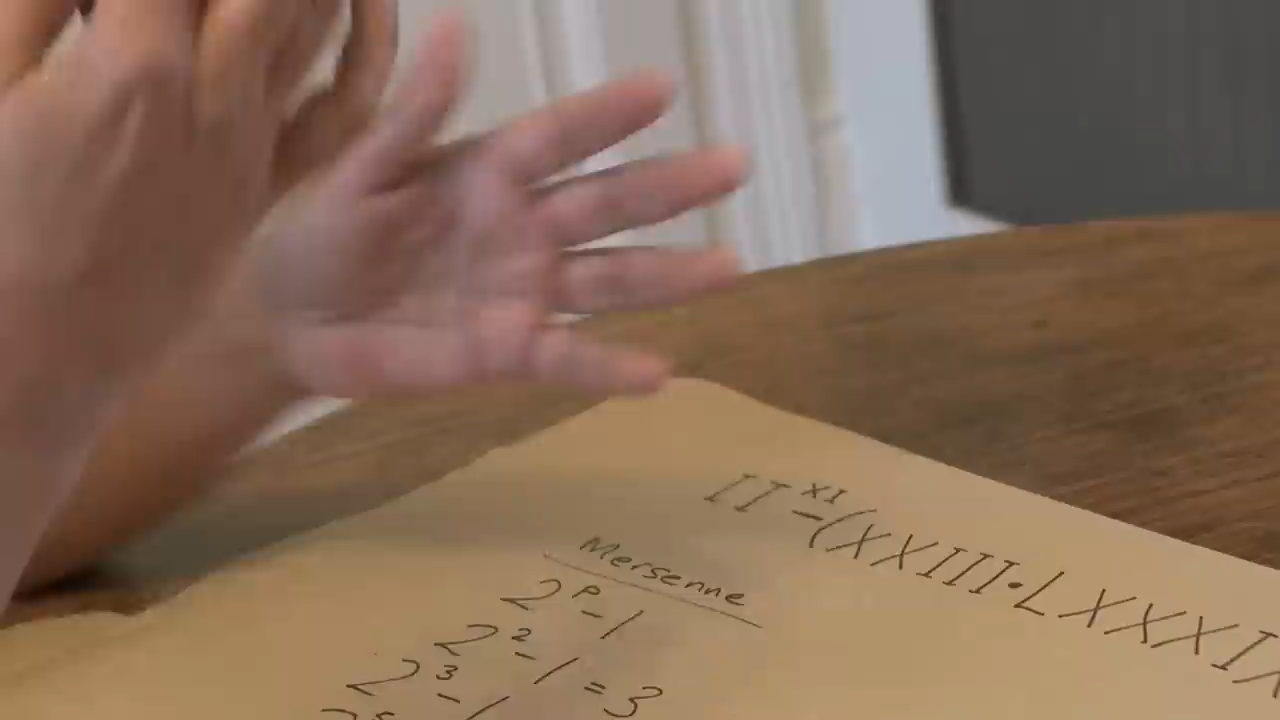 II^XI-(XXIII·LXXXIX
Mersenne
2^p-1
2^2-1=3
2^3-1